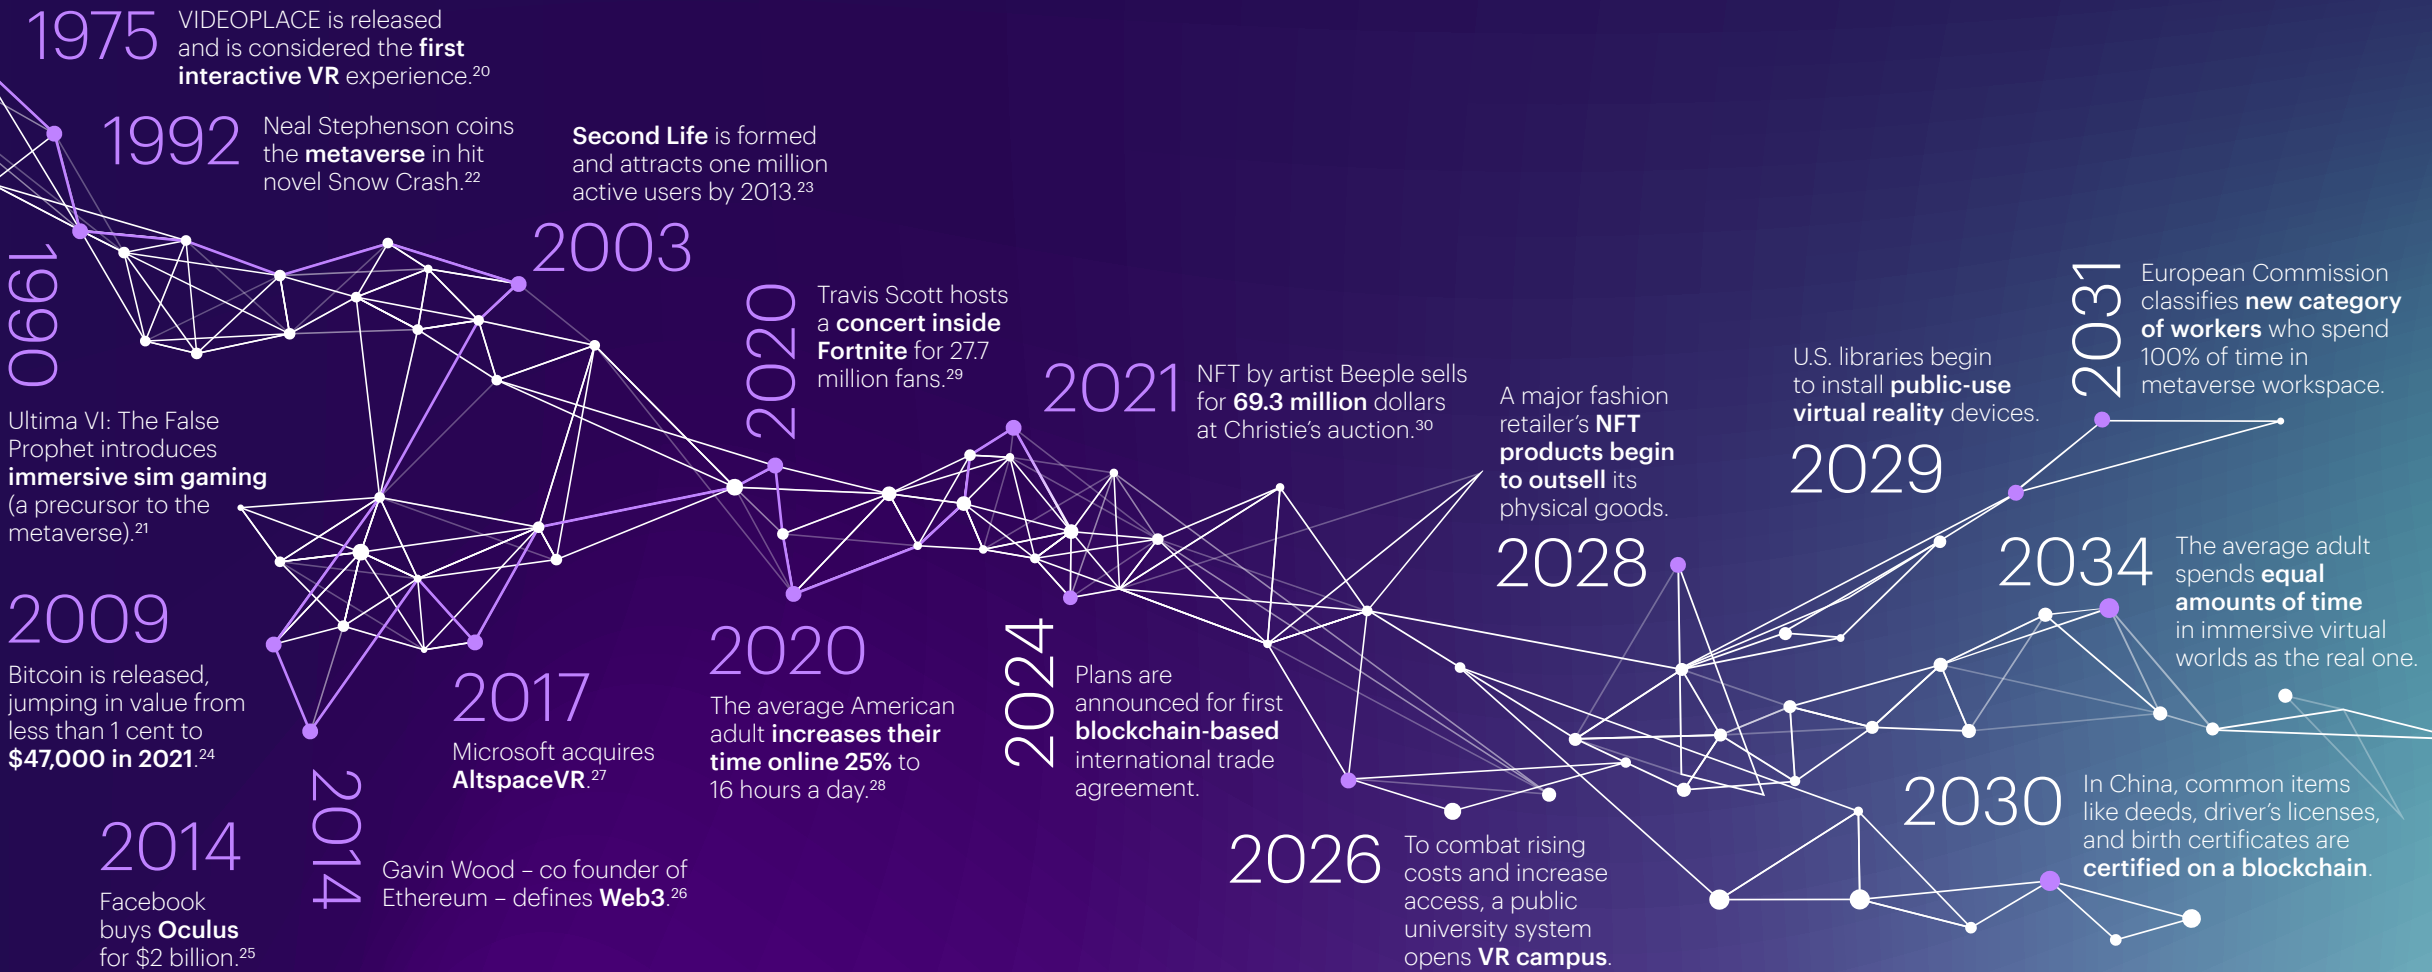 1975
VIDEOPLACE is released
and is considered the first
interactive VR experience.20
1990
Ultima VI: The False
Prophet introduces
immersive sim gaming
(a precursor to the
metaverse).21
1992
Neal Stephenson coins
the metaverse in hit
novel Snow Crash.22
Second Life is formed
and attracts one million
active users by 2013.23
2003
2009
Bitcoin is released,
jumping in value from
less than 1 cent to
$47,000 in 2021.24
2014
Facebook
buys Oculus
for $2 billion.25
2014
Gavin Wood – co founder of
Ethereum – defines Web3.26
2017
Microsoft acquires
AltspaceVR.27
2020
The average American
adult increases their
time online 25% to
16 hours a day.28
2020
Travis Scott hosts
a concert inside
Fortnite for 27.7
million fans.29
2021
NFT by artist Beeple sells
for 69.3 million dollars
at Christie’s auction.30
2024
Plans are
announced for first
blockchain-based
international trade
agreement.
2026
To combat rising
costs and increase
access, a public
university system
opens VR campus.
A major fashion
retailer’s NFT
products begin
to outsell its
physical goods.
2028
U.S. libraries begin
to install public-use
virtual reality devices.
2029
2030
In China, common items
like deeds, driver’s licenses,
and birth certificates are
certified on a blockchain.
2031
European Commission
classifies new category
of workers who spend
100% of time in
metaverse workspace.
2034
The average adult
spends equal
amounts of time
in immersive virtual
worlds as the real one.